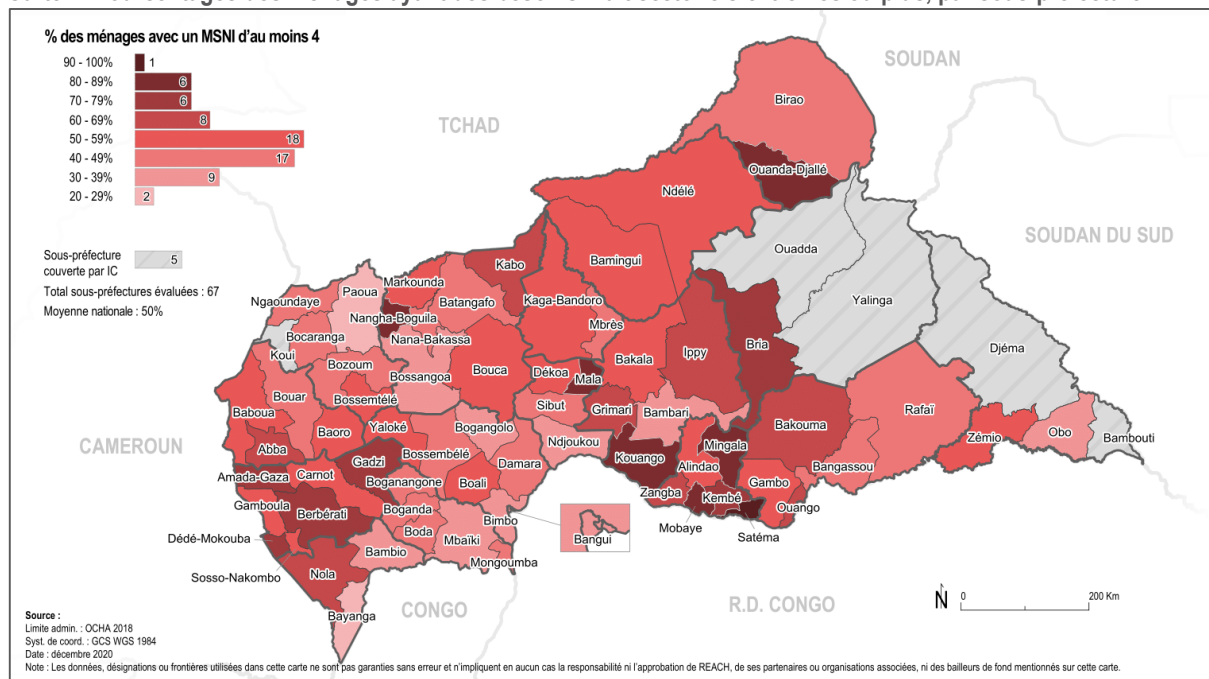 % des ménages avec un MSNI d'au moins 4
90 - 100% 1
80 - 89% 6
70 - 79% 6
60 - 69% 8
50 - 59% 18
40 - 49% 17
30 - 39% 9
20 - 29% 2
Sous-préfecture
couverte par IC 5
Total sous-préfectures évaluées : 67
Moyenne nationale : 50%
SOUDAN
TCHAD
SOUDAN DU SUD
CAMEROUN
CONGO
R.D. CONGO
Birao
Ouanda-Djallé
Ndélé
Ouadda
Bamingui
Yalinga
Kabo
Markounda
Paoua
Ngaoundaye
Batangafo
Kaga-Bandoro
Nangha-Boguila
Mbrès
Bocaranga
Nana-Bakassa
Koui
Bria
Ippy
Djéma
Bakala
Bozoum
Bossangoa
Bouca
Dékoa
Mala
Bouar
Bossemtélé
Sibut
Grimari
Bambari
Rafaï
Baboua
Baoro
Yaloké
Bogangolo
Bakouma
Zémio
Obo
Bambouti
Abba
Gadzi
Bossembélé
Ndjoukou
Kouango
Mingala
Damara
Alindao
Bangassou
Amada-Gaza
Carnot
Boganangone
Boali
Gambo
Zangba
Kembé
Ouango
Gamboula
Berbérati
Boganda
Bimbo
Mobaye
Satéma
Dédé-Mokouba
Boda
Mbaïki
Bangui
Bambio
Mongoumba
Sosso-Nakombo
Nola
Bayanga
N
0 200 Km
Source :
Limite admin. : OCHA 2018
Syst. de coord. : GCS WGS 1984
Date : décembre 2020
Note : Les données, désignations ou frontières utilisées dans cette carte ne sont pas garanties sans erreur et n'impliquent en aucun cas la responsabilité ni l'approbation de REACH, de ses partenaires ou organisations associées, ni des bailleurs de fond mentionnés sur cette carte.